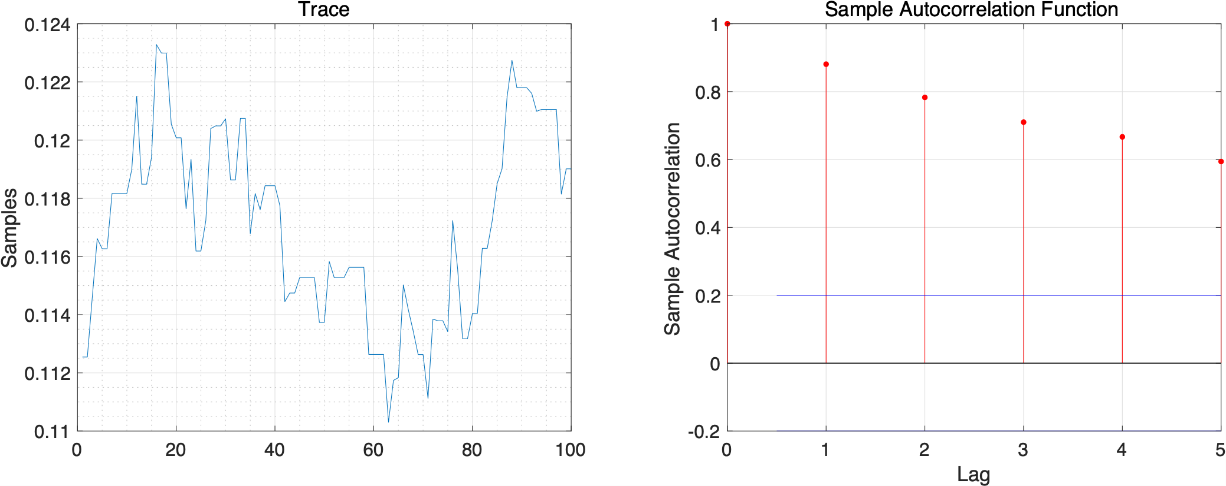 Trace
0.124
0.122
0.12
0.118
0.116
0.114
0.112
0.11
Samples
0 20 40 60 80 100
Sample Autocorrelation Function
1
0.8
0.6
0.4
0.2
0
-0.2
Sample Autocorrelation
0 1 2 3 4 5
Lag